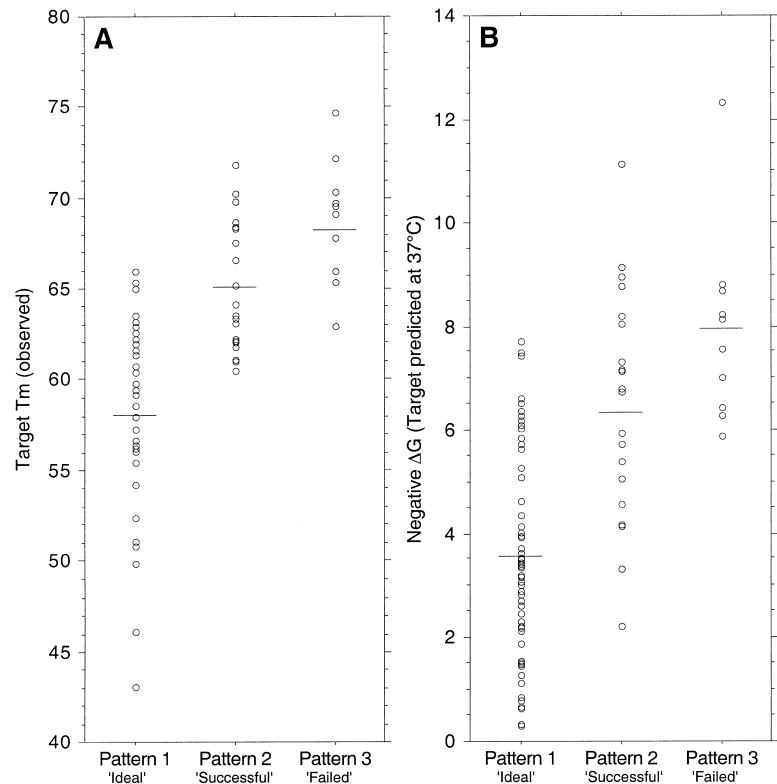 A
Target Tm (observed)
80
75
70
65
60
55
50
45
40
Pattern 1
'Ideal'
Pattern 2
'Successful'
Pattern 3
'Failed'
B
Negative ΔG (Target predicted at 37°C)
14
12
10
8
6
4
2
0
Pattern 1
'Ideal'
Pattern 2
'Successful'
Pattern 3
'Failed'